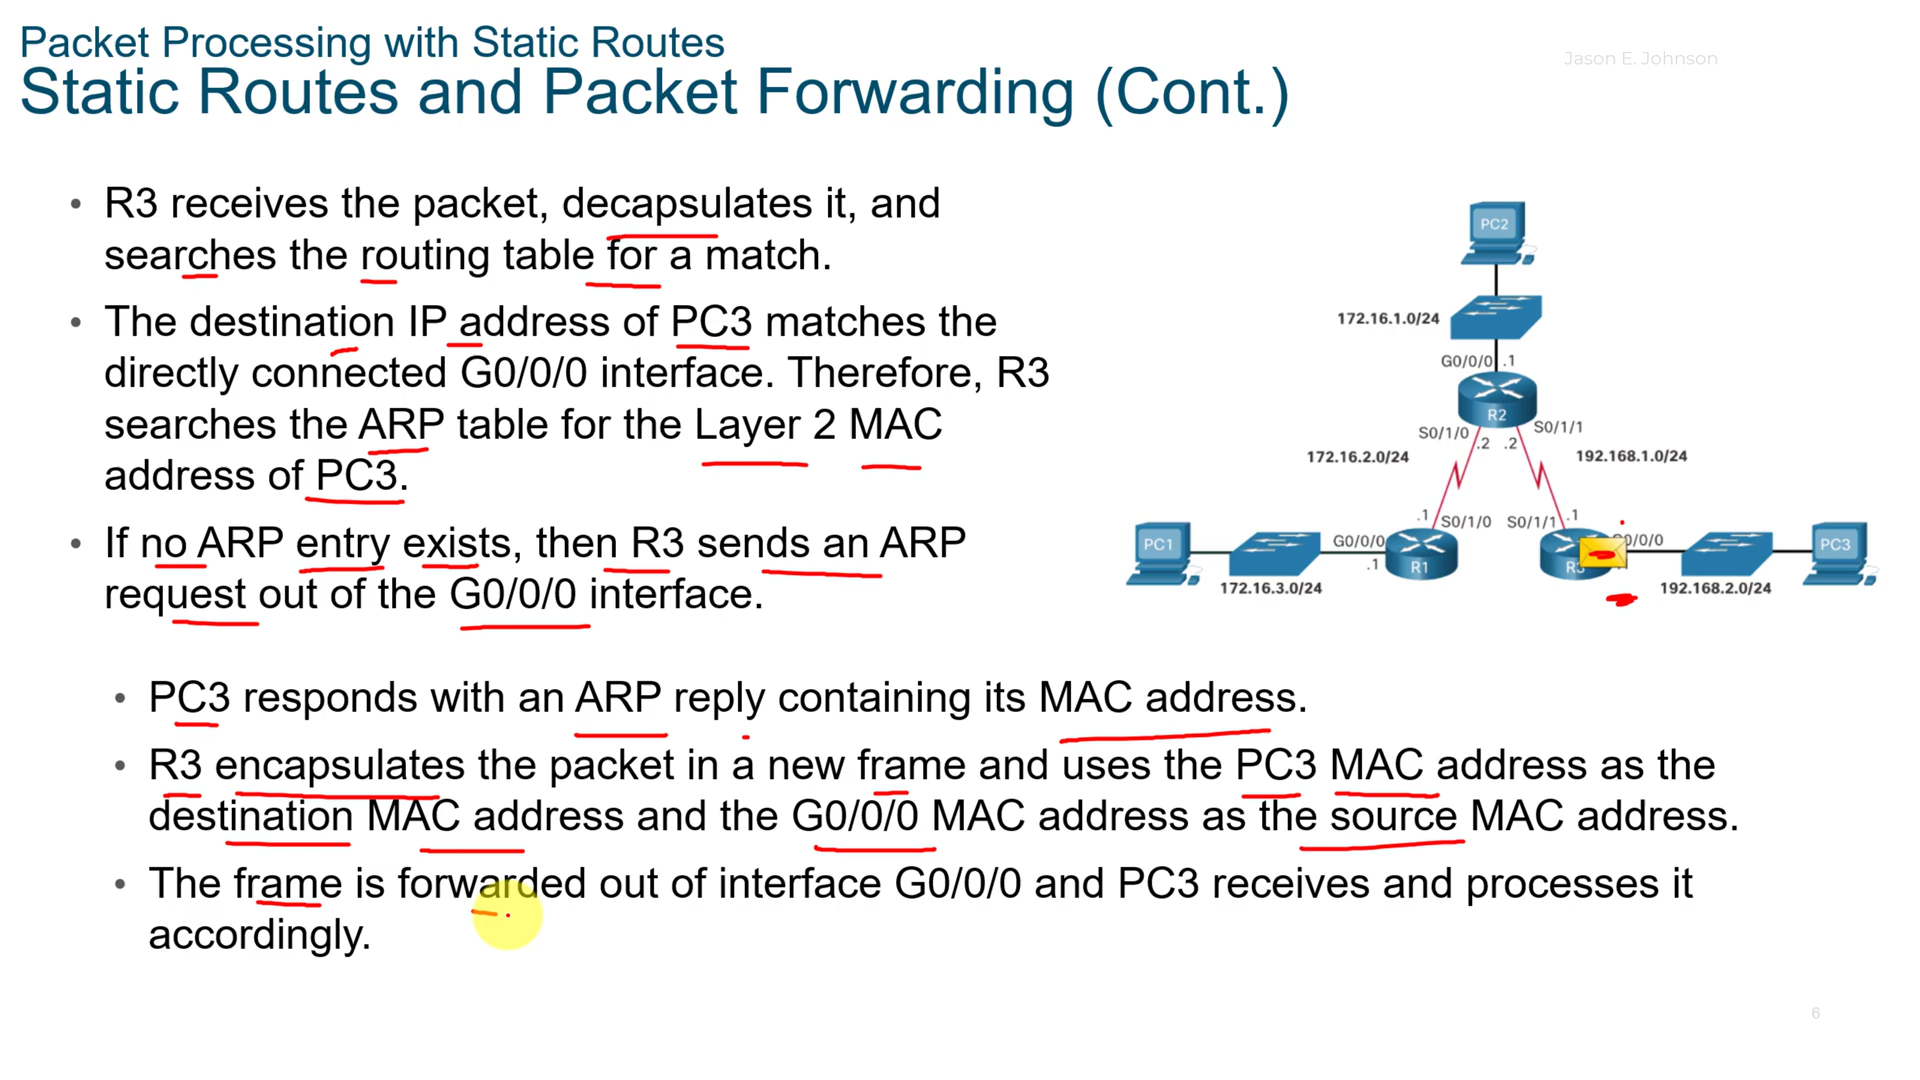 Packet Processing with Static Routes
Jason E. Johnson
Static Routes and Packet Forwarding (Cont.)
• R3 receives the packet, decapsulates it, and
searches the routing table for a match.
• The destination IP address of PC3 matches the
directly connected G0/0/0 interface. Therefore, R3
searches the ARP table for the Layer 2 MAC
address of PC3.
• If no ARP entry exists, then R3 sends an ARP
request out of the G0/0/0 interface.
• PC3 responds with an ARP reply containing its MAC address.
• R3 encapsulates the packet in a new frame and uses the PC3 MAC address as the
destination MAC address and the G0/0/0 MAC address as the source MAC address.
• The frame is forwarded out of interface G0/0/0 and PC3 receives and processes it
accordingly.
PC2
172.16.1.0/24
G0/0/0 .1
R2
S0/1/0 .2 .2 S0/1/1
172.16.2.0/24 192.168.1.0/24
.1 S0/1/0 S0/1/1 .1
PC1 G0/0/0 .1 R1 R3 0/0/0 PC3
172.16.3.0/24 192.168.2.0/24
6